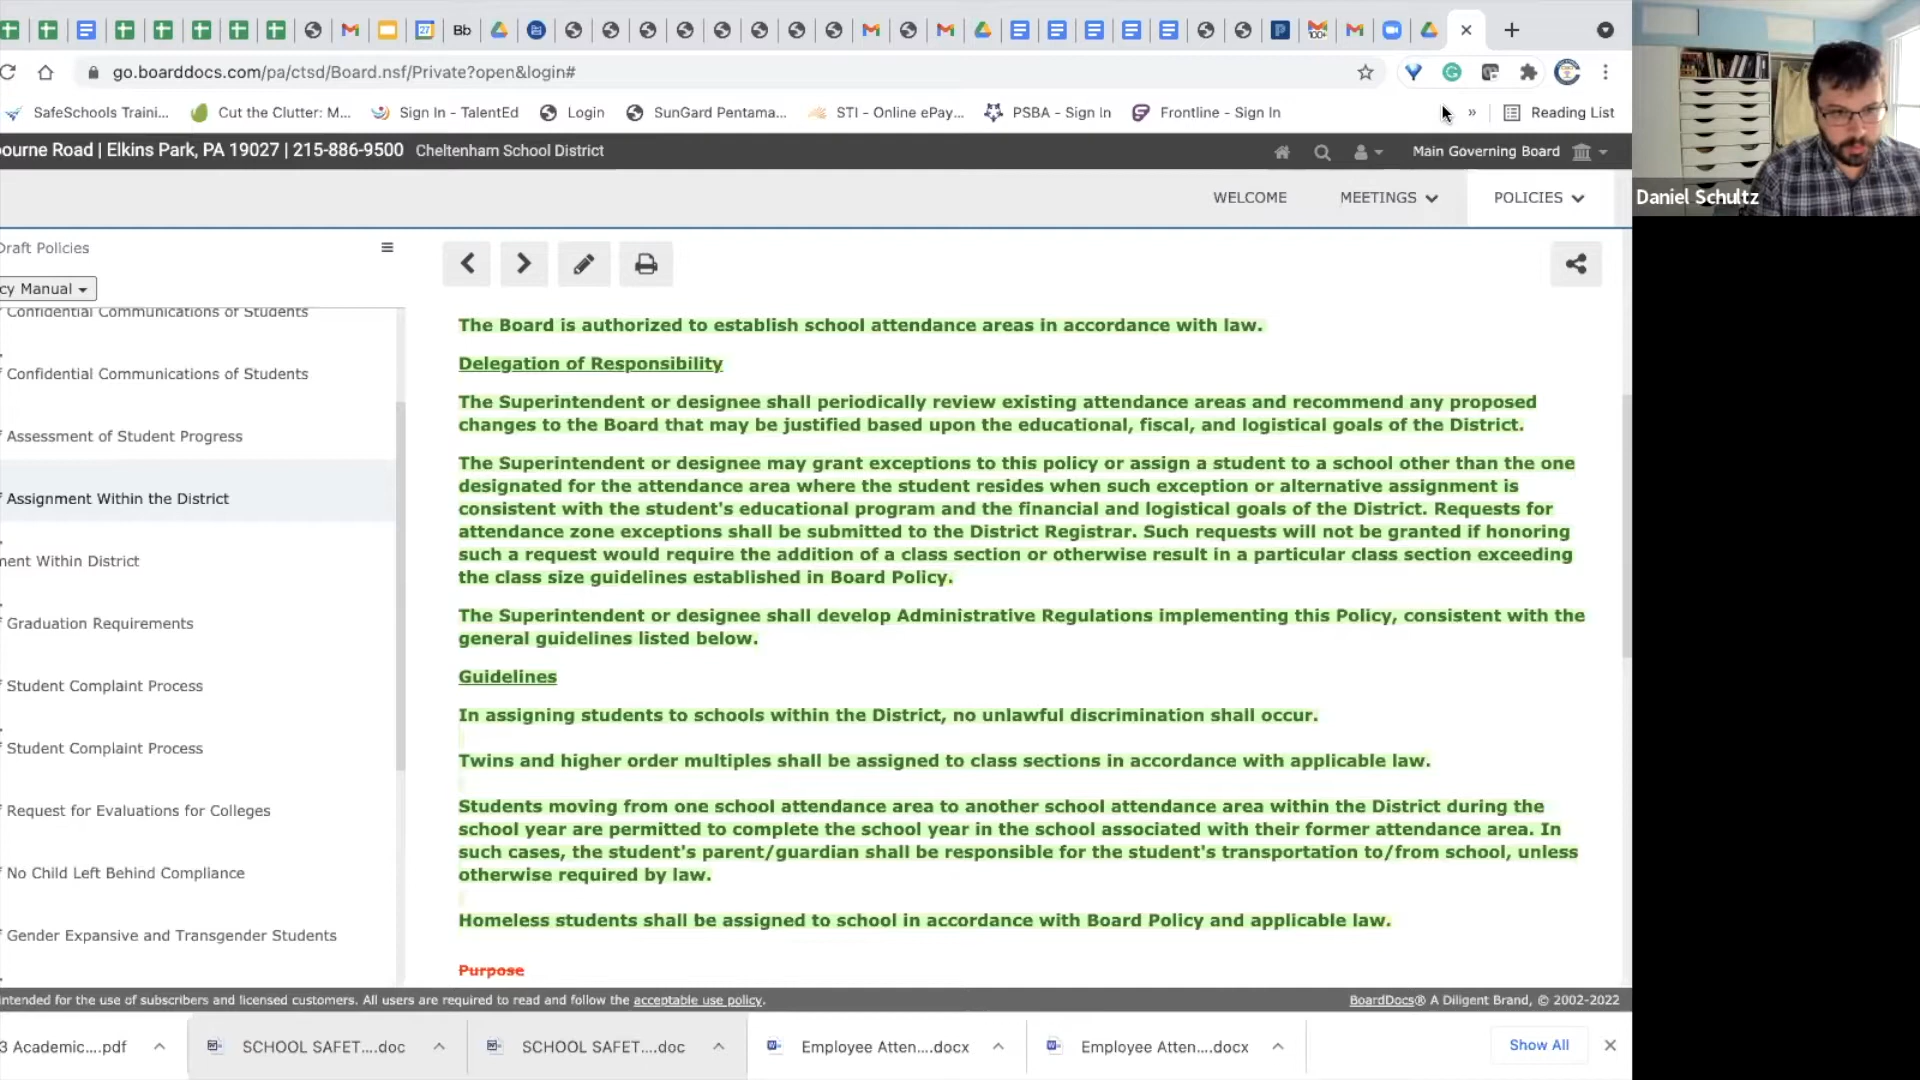 27
Bb
100+
go.boarddocs.com/pa/ctsd/Board.nsf/Private?open&login#
SafeSchools Traini...
Cut the Clutter: M...
Sign In - TalentEd
Login
SunGard Pentama...
STI - Online ePay...
PSBA - Sign In
Frontline - Sign In
»
Reading List
ourne Road | Elkins Park, PA 19027 | 215-886-9500 Cheltenham School District
Main Governing Board
WELCOME
MEETINGS
POLICIES
Daniel Schultz
Draft Policies
cy Manual
Confidential Communications of Students
Confidential Communications of Students
Assessment of Student Progress
Assignment Within the District
ment Within District
Graduation Requirements
Student Complaint Process
Student Complaint Process
Request for Evaluations for Colleges
No Child Left Behind Compliance
Gender Expansive and Transgender Students
The Board is authorized to establish school attendance areas in accordance with law.
Delegation of Responsibility
The Superintendent or designee shall periodically review existing attendance areas and recommend any proposed
changes to the Board that may be justified based upon the educational, fiscal, and logistical goals of the District.
The Superintendent or designee may grant exceptions to this policy or assign a student to a school other than the one
designated for the attendance area where the student resides when such exception or alternative assignment is
consistent with the student's educational program and the financial and logistical goals of the District. Requests for
attendance zone exceptions shall be submitted to the District Registrar. Such requests will not be granted if honoring
such a request would require the addition of a class section or otherwise result in a particular class section exceeding
the class size guidelines established in Board Policy.
The Superintendent or designee shall develop Administrative Regulations implementing this Policy, consistent with the
general guidelines listed below.
Guidelines
In assigning students to schools within the District, no unlawful discrimination shall occur.
Twins and higher order multiples shall be assigned to class sections in accordance with applicable law.
Students moving from one school attendance area to another school attendance area within the District during the
school year are permitted to complete the school year in the school associated with their former attendance area. In
such cases, the student's parent/guardian shall be responsible for the student's transportation to/from school, unless
otherwise required by law.
Homeless students shall be assigned to school in accordance with Board Policy and applicable law.
Purpose
intended for the use of subscribers and licensed customers. All users are required to read and follow the acceptable use policy.
BoardDocs® A Diligent Brand, © 2002-2022
3 Academic....pdf
SCHOOL SAFET....doc
SCHOOL SAFET....doc
Employee Atten....docx
Employee Atten....docx
Show All